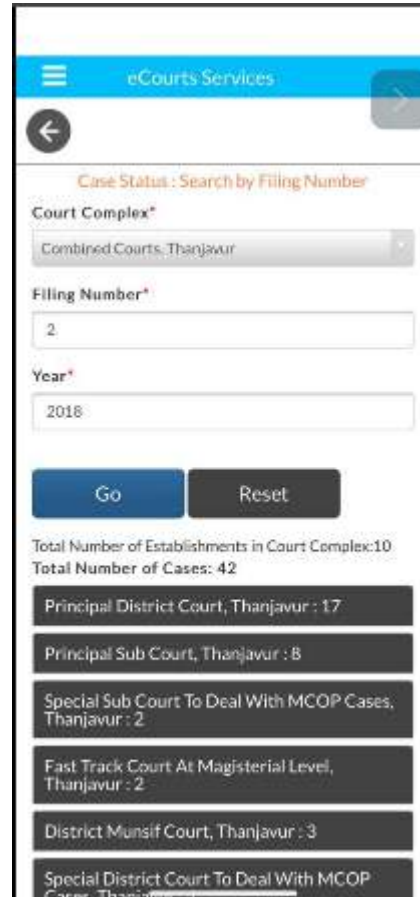 eCourts Services
Case Status : Search by Filing Number
Court Complex*
Combined Courts, Thanjavur
Filing Number*
2
Year*
2018
Go Reset
Total Number of Establishments in Court Complex:10
Total Number of Cases: 42
Principal District Court, Thanjavur : 17
Principal Sub Court, Thanjavur : 8
Special Sub Court To Deal With MCOP Cases,
Thanjavur : 2
Fast Track Court At Magisterial Level,
Thanjavur : 2
District Munsif Court, Thanjavur : 3
Special District Court To Deal With MCOP
Cases,